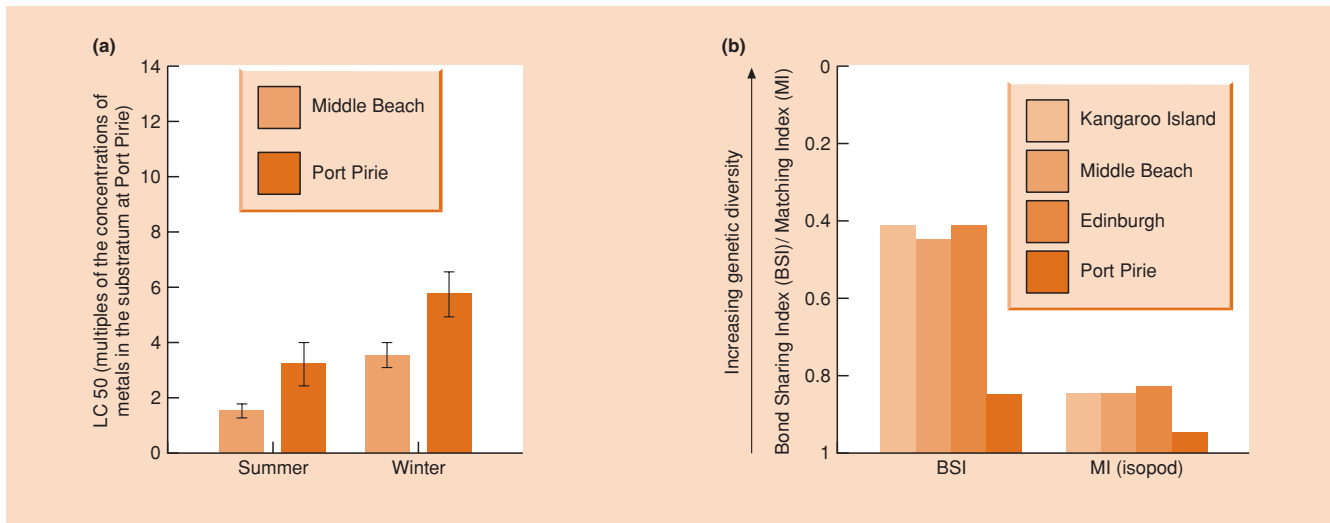 (a)
LC 50 (multiples of the concentrations of
metals in the substratum at Port Pirie)
14
12
10
8
6
4
2
0
Middle Beach
Port Pirie
Summer
Winter
(b)
Increasing genetic diversity
Bond Sharing Index (BSI)/ Matching Index (MI)
0
0.2
0.4
0.6
0.8
1
Kangaroo Island
Middle Beach
Edinburgh
Port Pirie
BSI
MI (isopod)